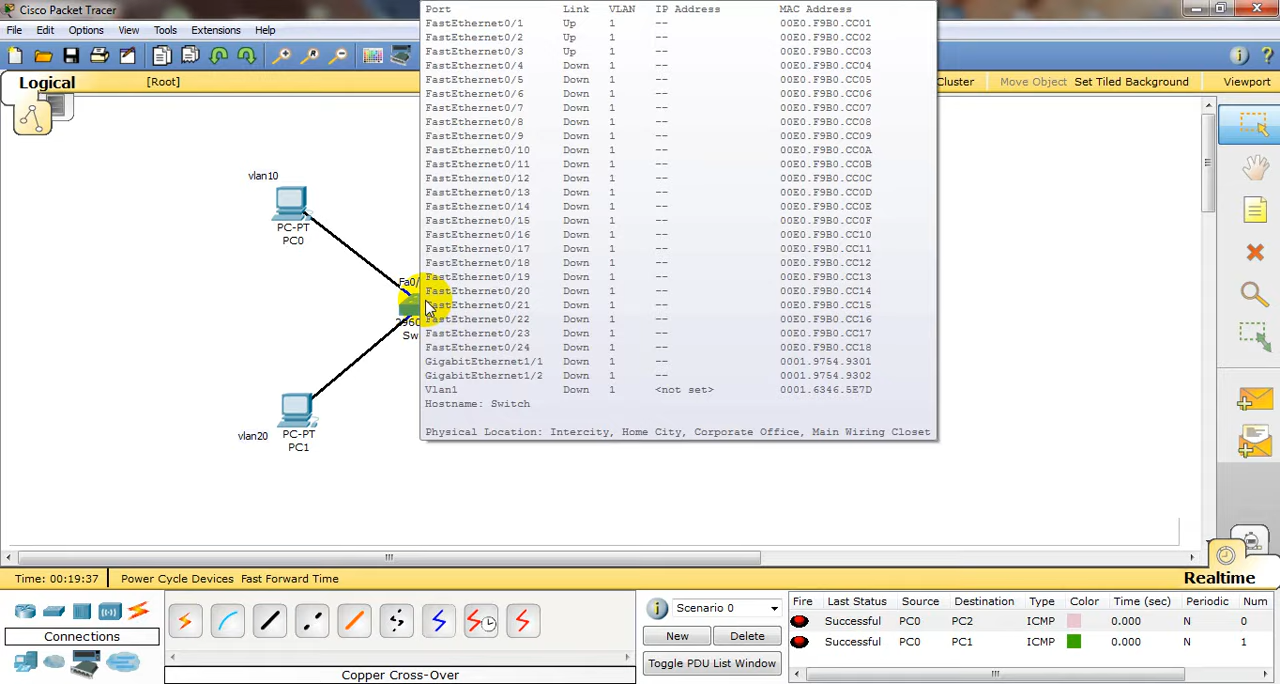 Cisco Packet Tracer
File Edit Options View Tools Extensions Help
Logical [Root] Cluster Move Object Set Tiled Background Viewport
Port Link VLAN IP Address MAC Address
FastEthernet0/1 Up 1 -- 00E0.F9B0.CC01
FastEthernet0/2 Up 1 -- 00E0.F9B0.CC02
FastEthernet0/3 Up 1 -- 00E0.F9B0.CC03
FastEthernet0/4 Down 1 -- 00E0.F9B0.CC04
FastEthernet0/5 Down 1 -- 00E0.F9B0.CC05
FastEthernet0/6 Down 1 -- 00E0.F9B0.CC06
FastEthernet0/7 Down 1 -- 00E0.F9B0.CC07
FastEthernet0/8 Down 1 -- 00E0.F9B0.CC08
FastEthernet0/9 Down 1 -- 00E0.F9B0.CC09
FastEthernet0/10 Down 1 -- 00E0.F9B0.CC0A
FastEthernet0/11 Down 1 -- 00E0.F9B0.CC0B
FastEthernet0/12 Down 1 -- 00E0.F9B0.CC0C
FastEthernet0/13 Down 1 -- 00E0.F9B0.CC0D
FastEthernet0/14 Down 1 -- 00E0.F9B0.CC0E
FastEthernet0/15 Down 1 -- 00E0.F9B0.CC0F
FastEthernet0/16 Down 1 -- 00E0.F9B0.CC10
FastEthernet0/17 Down 1 -- 00E0.F9B0.CC11
FastEthernet0/18 Down 1 -- 00E0.F9B0.CC12
FastEthernet0/19 Down 1 -- 00E0.F9B0.CC13
FastEthernet0/20 Down 1 -- 00E0.F9B0.CC14
FastEthernet0/21 Down 1 -- 00E0.F9B0.CC15
FastEthernet0/22 Down 1 -- 00E0.F9B0.CC16
FastEthernet0/23 Down 1 -- 00E0.F9B0.CC17
FastEthernet0/24 Down 1 -- 00E0.F9B0.CC18
GigabitEthernet1/1 Down 1 -- 0001.9754.9301
GigabitEthernet1/2 Down 1 -- 0001.9754.9302
Vlan1 Down 1 <not set> 0001.6346.5E7D
Hostname: Switch
Physical Location: Intercity, Home City, Corporate Office, Main Wiring Closet
vlan10
PC-PT
PC0
Fa0/
2960
Sw
vlan20 PC-PT
PC1
Time: 00:19:37 Power Cycle Devices Fast Forward Time
Realtime
Connections
Copper Cross-Over
Scenario 0
New Delete
Toggle PDU List Window
Fire Last Status Source Destination Type Color Time (sec) Periodic Num
Successful PC0 PC2 ICMP 0.000 N 0
Successful PC0 PC1 ICMP 0.000 N 1